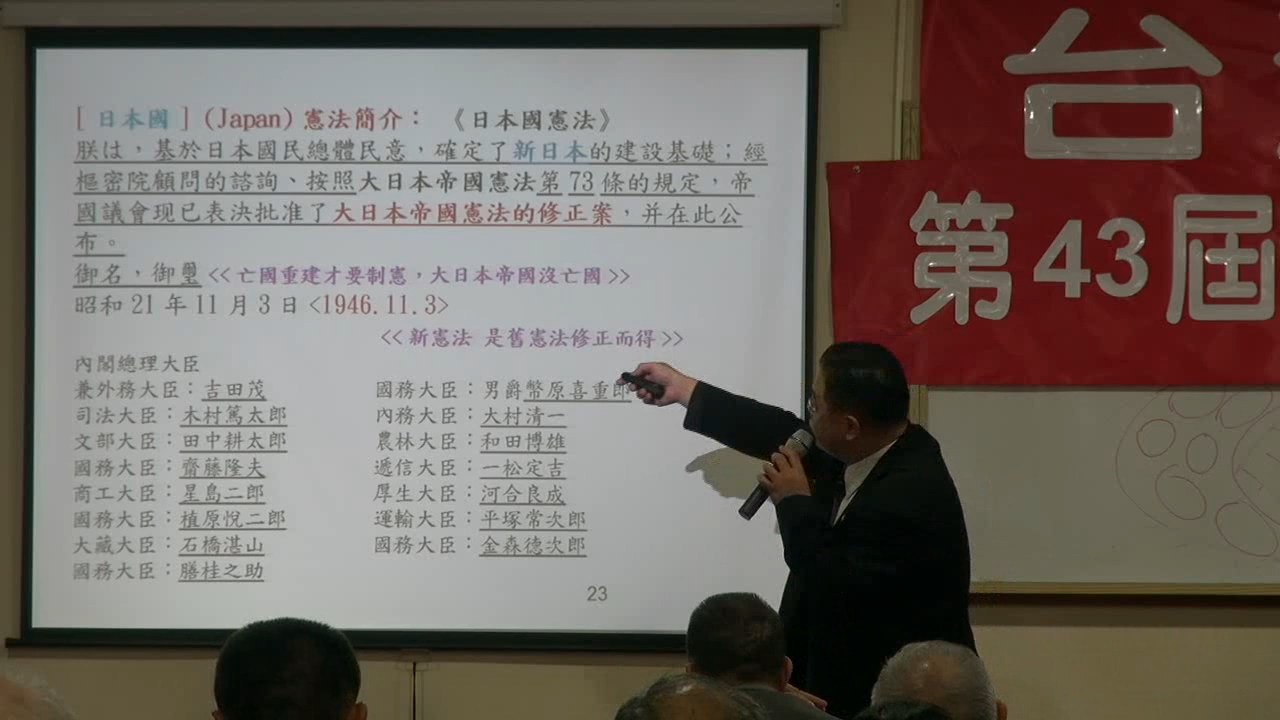 [ 日本國 ] (Japan) 憲法簡介： 《日本國憲法》
朕は，基於日本國民總體民意，確定了新日本的建設基礎；經
樞密院顧問的諮詢、按照大日本帝國憲法第 73 條的規定，帝
國議會现已表決批准了大日本帝國憲法的修正案，并在此公
布。
御名，御璽 << 亡國重建才要制憲，大日本帝國沒亡國 >>
昭和 21 年 11 月 3 日 <1946.11.3>
<< 新憲法 是舊憲法修正而得 >>
內閣總理大臣
兼外務大臣：吉田茂 國務大臣：男爵幣原喜重郎
司法大臣：木村篤太郎 內務大臣：大村清一
文部大臣：田中耕太郎 農林大臣：和田博雄
國務大臣：齋藤隆夫 遞信大臣：一松定吉
商工大臣：星島二郎 厚生大臣：河合良成
國務大臣：植原悅二郎 運輸大臣：平塚常次郎
大藏大臣：石橋湛山 國務大臣：金森德次郎
國務大臣：膳桂之助
23
台
第43屆